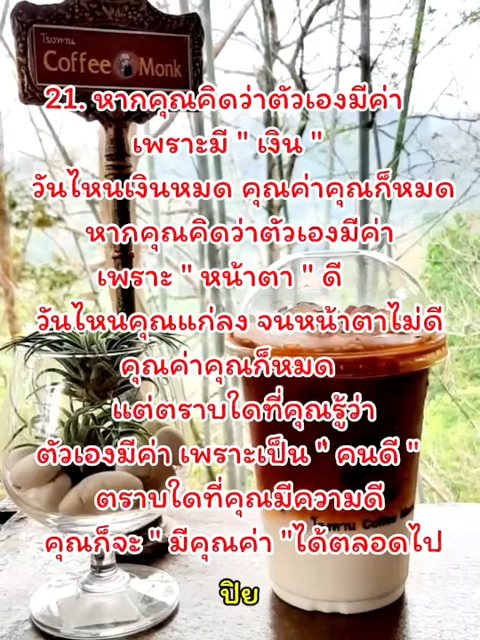 โรงทาน
Coffee Monk
21. หากคุณคิดว่าตัวเองมีค่า
เพราะมี " เงิน "
วันไหนเงินหมด คุณค่าคุณก็หมด
หากคุณคิดว่าตัวเองมีค่า
เพราะ " หน้าตา " ดี
วันไหนคุณแก่ลง จนหน้าตาไม่ดี
คุณค่าคุณก็หมด
แต่ตราบใดที่คุณรู้ว่า
ตัวเองมีค่า เพราะเป็น " คนดี "
ตราบใดที่คุณมีความดี
โรงทาน Coffee Monk
คุณก็จะ " มีคุณค่า "ได้ตลอดไป
ปิย